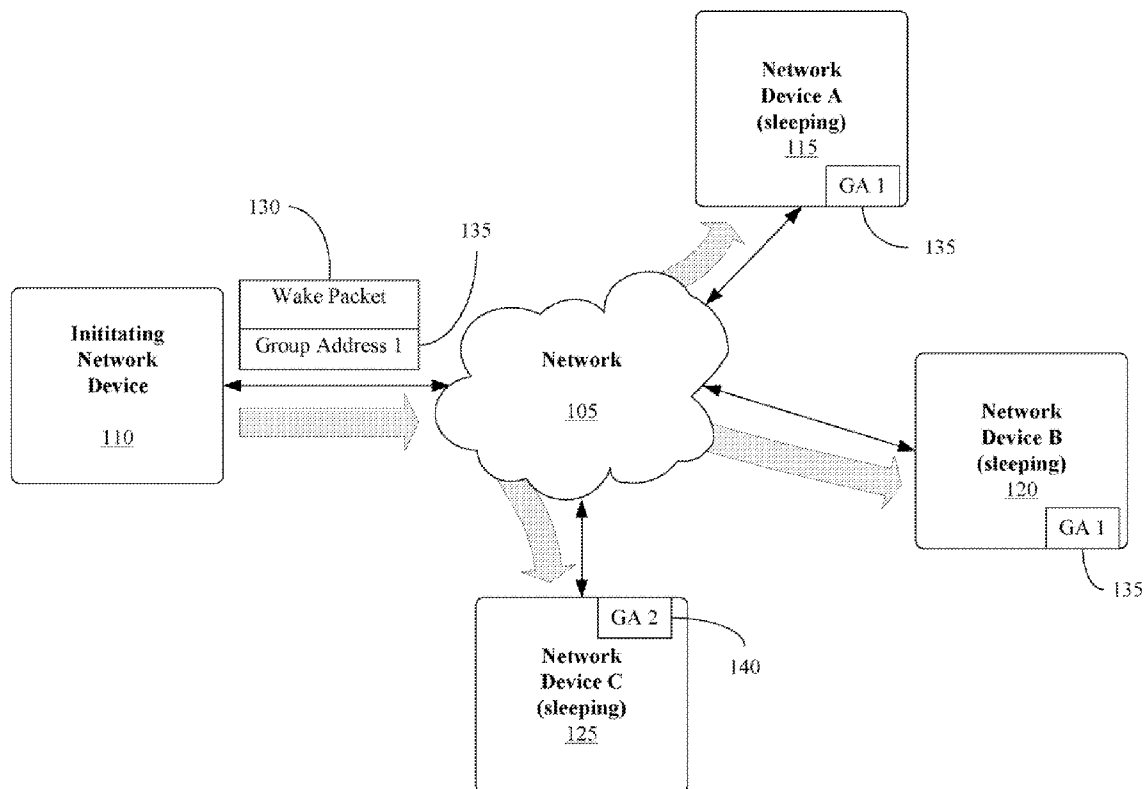 Network
Device A
(sleeping)
115
GA 1
135
130
135
Wake Packet
Group Address 1
Inititating
Network
Device
110
Network
105
Network
Device B
(sleeping)
120
GA 1
135
GA 2
140
Network
Device C
(sleeping)
125